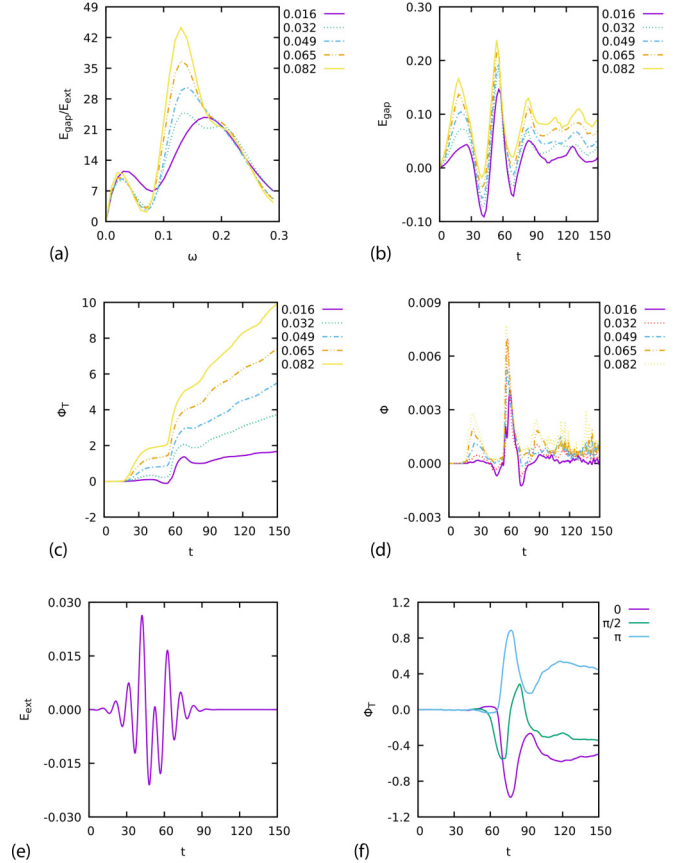 49
42
35
28
21
14
7
0
0.0 0.1 0.2 0.3
E_gap/E_ext
ω
0.016
0.032
0.049
0.065
0.082
(a)
0.30
0.20
0.10
0.00
-0.10
0 30 60 90 120 150
E_gap
t
0.016
0.032
0.049
0.065
0.082
(b)
10
8
6
4
2
0
-2
0 30 60 90 120 150
Φ_T
t
0.016
0.032
0.049
0.065
0.082
(c)
0.009
0.006
0.003
0.000
-0.003
0 30 60 90 120 150
Φ
t
0.016
0.032
0.049
0.065
0.082
(d)
0.030
0.015
0.000
-0.015
-0.030
0 30 60 90 120 150
E_ext
t
(e)
1.2
0.8
0.4
0.0
-0.4
-0.8
-1.2
0 30 60 90 120 150
Φ_T
t
0
π/2
π
(f)